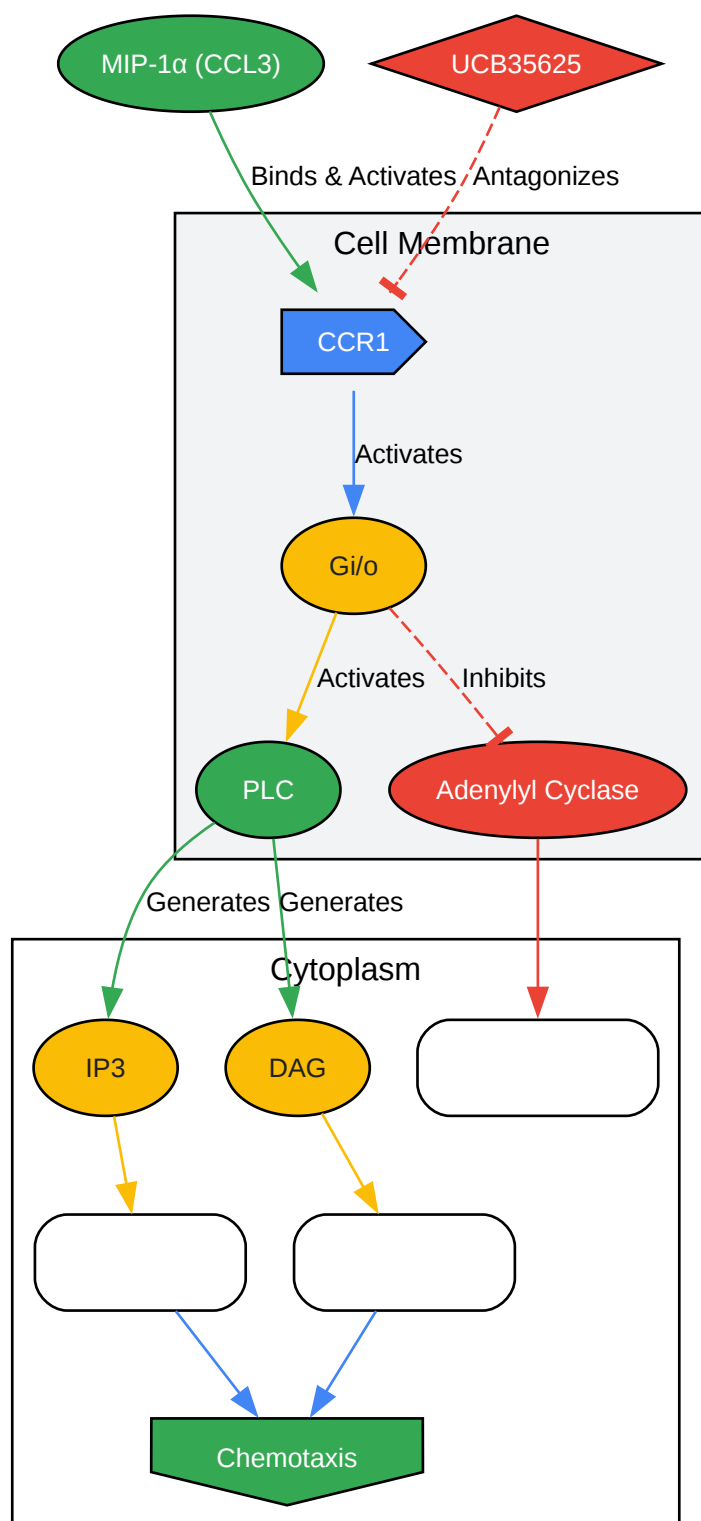 MIP-1α (CCL3)
UCB35625
Binds & Activates
Antagonizes
Cell Membrane
CCR1
Activates
Gi/o
Activates
Inhibits
PLC
Adenylyl Cyclase
Generates
Generates
Cytoplasm
IP3
DAG
Chemotaxis